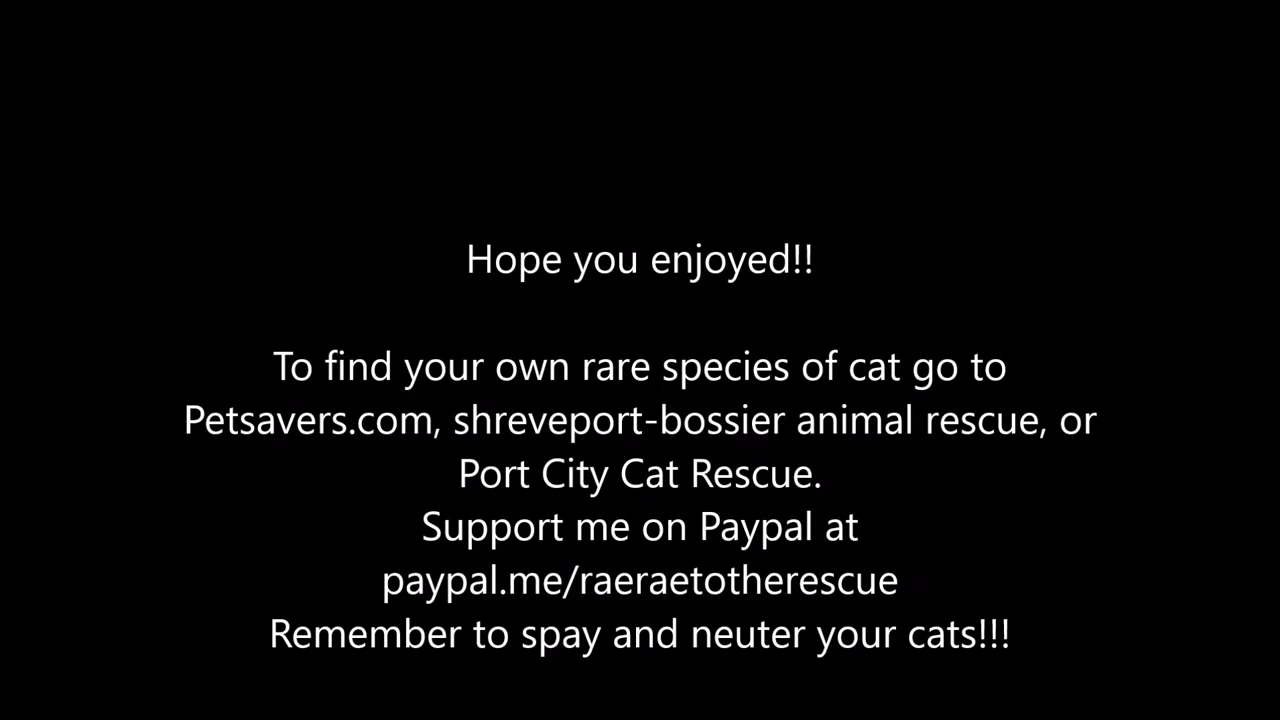 Hope you enjoyed!!
To find your own rare species of cat go to
Petsavers.com, shreveport-bossier animal rescue, or
Port City Cat Rescue.
Support me on Paypal at
paypal.me/raeraetotherescue
Remember to spay and neuter your cats!!!